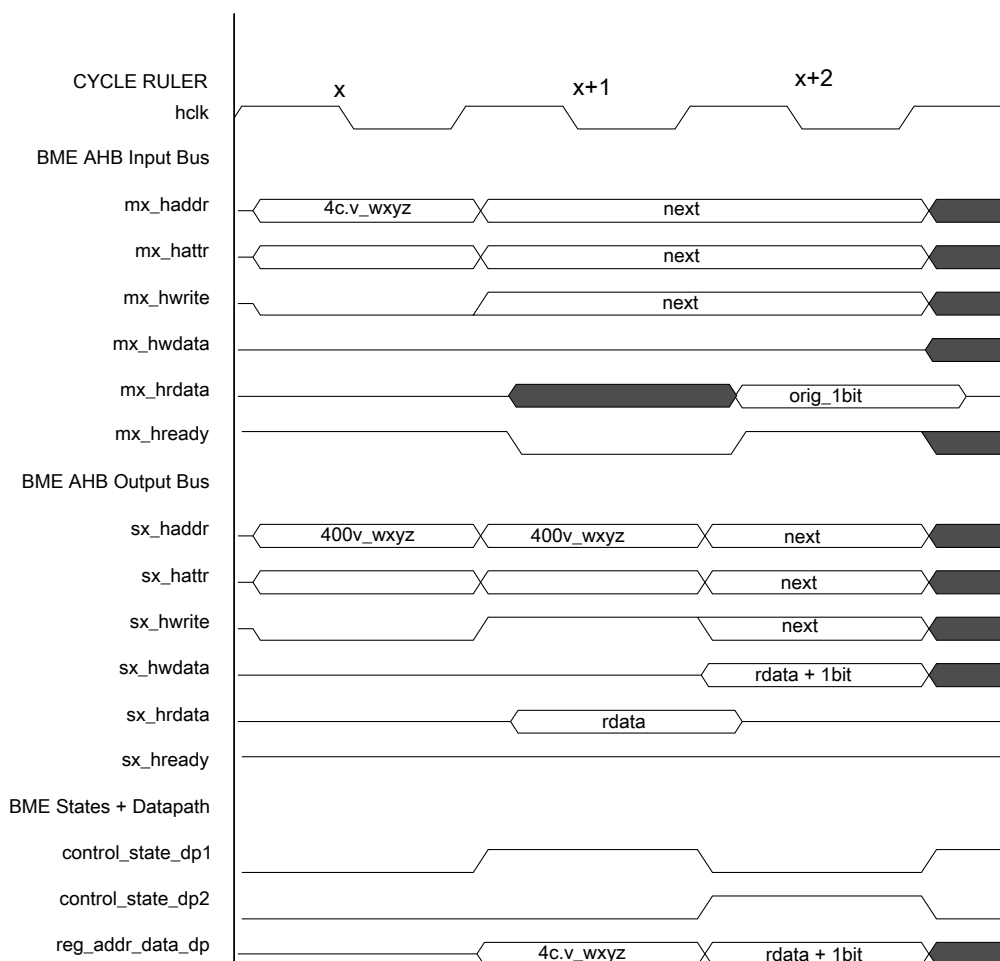 CYCLE RULER x x+1 x+2
hclk
BME AHB Input Bus
mx_haddr 4c.v_wxyz next
mx_hattr next
mx_hwrite next
mx_hwdata
mx_hrdata orig_1bit
mx_hready
BME AHB Output Bus
sx_haddr 400v_wxyz 400v_wxyz next
sx_hattr next
sx_hwrite next
sx_hwdata rdata + 1bit
sx_hrdata rdata
sx_hready
BME States + Datapath
control_state_dp1
control_state_dp2
reg_addr_data_dp 4c.v_wxyz rdata + 1bit